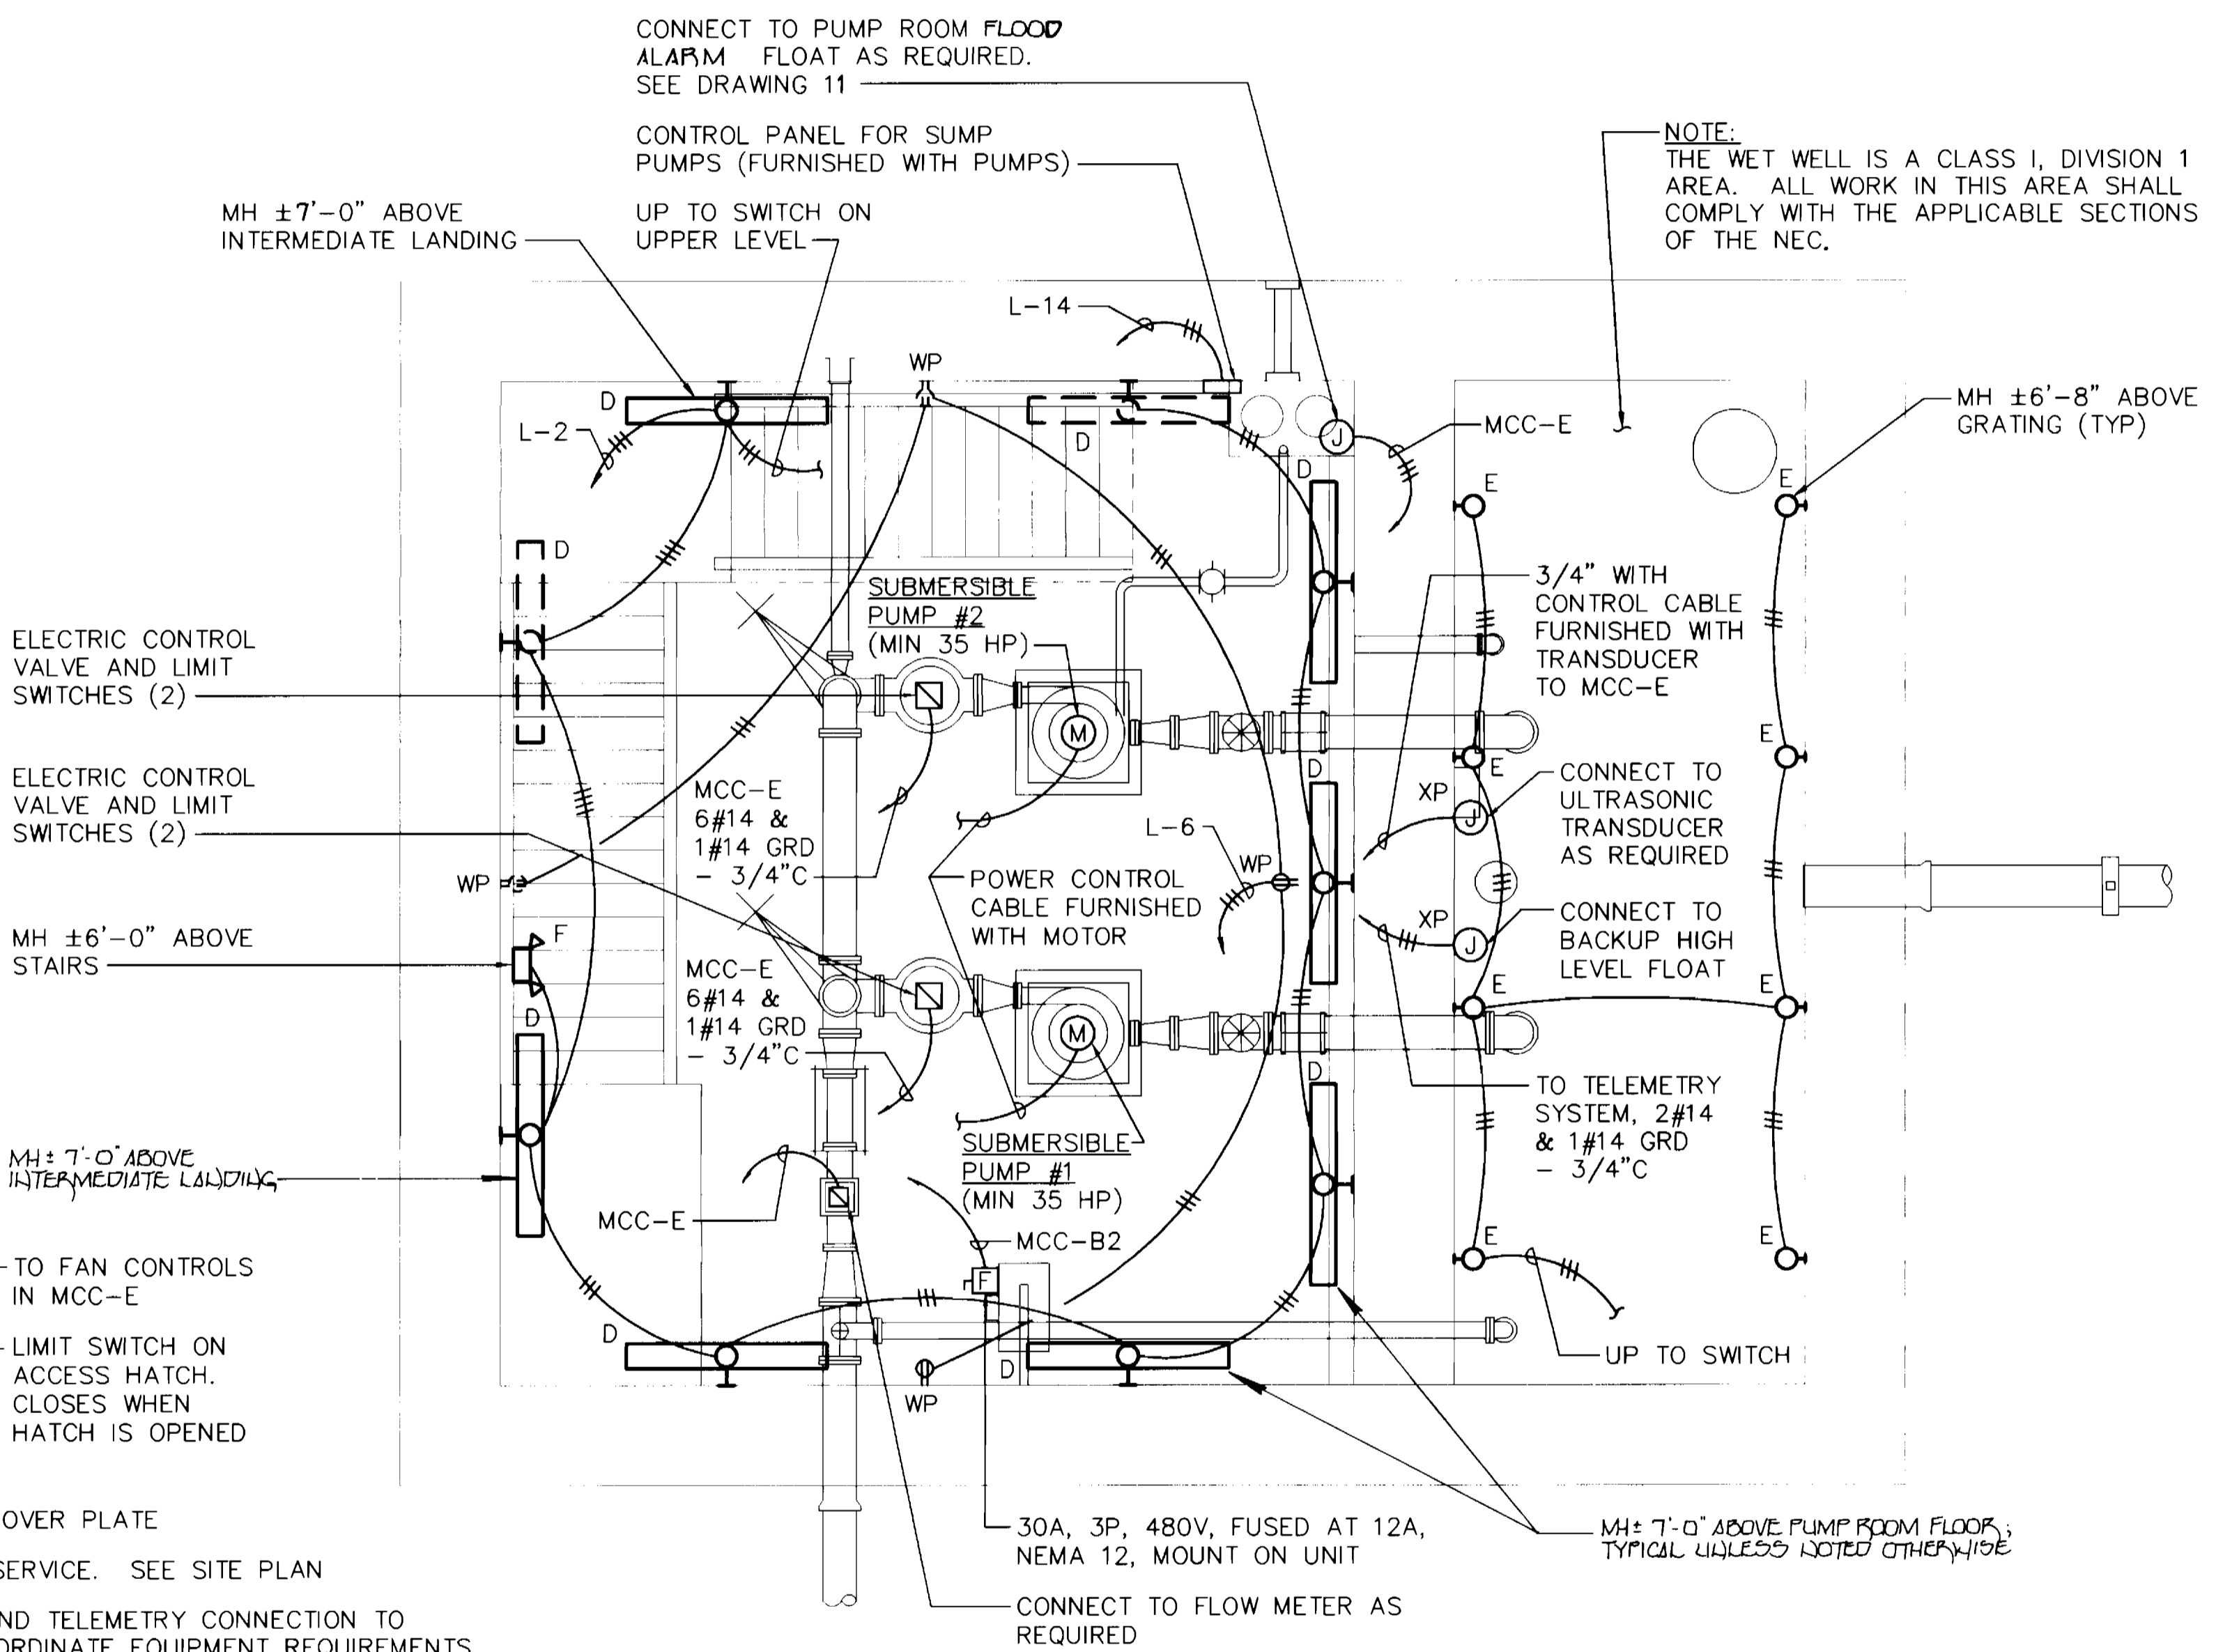 CONNECT TO PUMP ROOM FLOOD
ALARM FLOAT AS REQUIRED.
SEE DRAWING 11
CONTROL PANEL FOR SUMP
PUMPS (FURNISHED WITH PUMPS)
UP TO SWITCH ON
UPPER LEVEL
MH ±7'-0" ABOVE
INTERMEDIATE LANDING
NOTE:
THE WET WELL IS A CLASS I, DIVISION 1
AREA. ALL WORK IN THIS AREA SHALL
COMPLY WITH THE APPLICABLE SECTIONS
OF THE NEC.
L-14
WP
D
D
L-2
D
J
MCC-E
MH ±6'-8" ABOVE
GRATING (TYP)
E
E
D
SUBMERSIBLE
PUMP #2
(MIN 35 HP)
3/4" WITH
CONTROL CABLE
FURNISHED WITH
TRANSDUCER
TO MCC-E
ELECTRIC CONTROL
VALVE AND LIMIT
SWITCHES (2)
M
E
E
D
ELECTRIC CONTROL
VALVE AND LIMIT
SWITCHES (2)
MCC-E
6#14 &
1#14 GRD
- 3/4"C
XP
J
CONNECT TO
ULTRASONIC
TRANSDUCER
AS REQUIRED
L-6
WP
WP
POWER CONTROL
CABLE FURNISHED
WITH MOTOR
XP
J
CONNECT TO
BACKUP HIGH
LEVEL FLOAT
MH ±6'-0" ABOVE
STAIRS
F
D
MCC-E
6#14 &
1#14 GRD
- 3/4"C
E
E
M
D
TO TELEMETRY
SYSTEM, 2#14
& 1#14 GRD
- 3/4"C
SUBMERSIBLE
PUMP #1
(MIN 35 HP)
MH± 7'-0" ABOVE
INTERMEDIATE LANDING
MCC-E
MCC-B2
E
E
F
TO FAN CONTROLS
IN MCC-E
LIMIT SWITCH ON
ACCESS HATCH.
CLOSES WHEN
HATCH IS OPENED
D
D
WP
UP TO SWITCH
OVER PLATE
SERVICE. SEE SITE PLAN
ND TELEMETRY CONNECTION TO
ORDINATE EQUIPMENT REQUIREMENTS
30A, 3P, 480V, FUSED AT 12A,
NEMA 12, MOUNT ON UNIT
CONNECT TO FLOW METER AS
REQUIRED
MH± 7'-0" ABOVE PUMP ROOM FLOOR;
TYPICAL UNLESS NOTED OTHERWISE